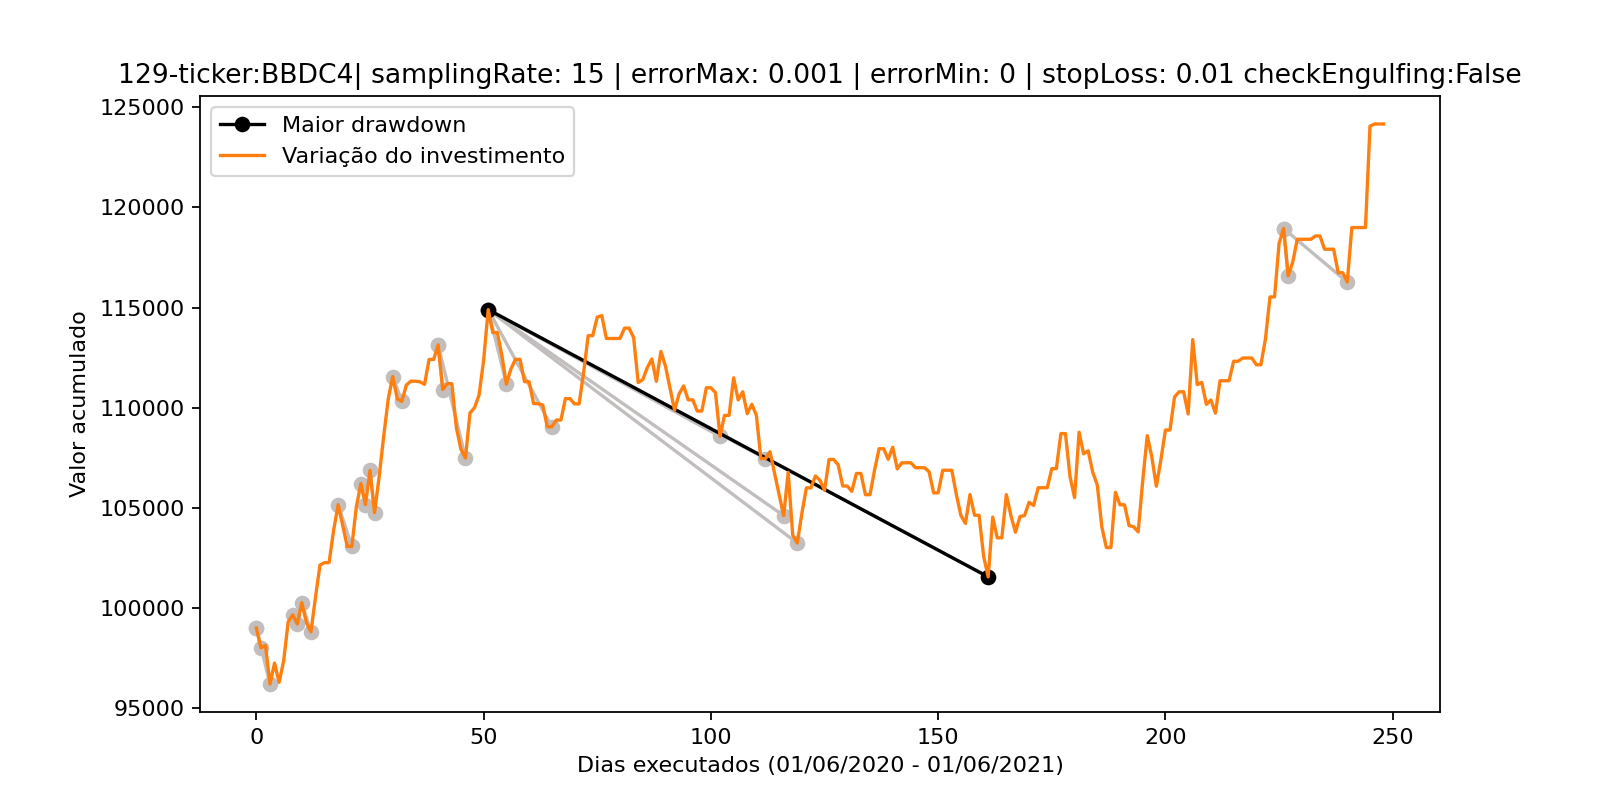 129-ticker:BBDC4| samplingRate: 15 | errorMax: 0.001 | errorMin: 0 | stopLoss: 0.01 checkEngulfing:False
Maior drawdown
Variação do investimento
Valor acumulado
125000
120000
115000
110000
105000
100000
95000
0 50 100 150 200 250
Dias executados (01/06/2020 - 01/06/2021)